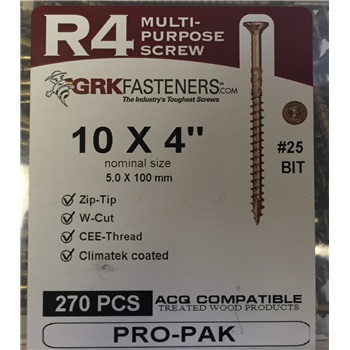 R4 MULTI-
PURPOSE
SCREW
GRKFASTENERS™.COM
The Industry's Toughest Screws
10 X 4"
nominal size
5.0 X 100 mm
#25
BIT
Zip-Tip
W-Cut
CEE-Thread
Climatek coated
270 PCS
ACQ COMPATIBLE
TREATED WOOD PRODUCTS
PRO-PAK